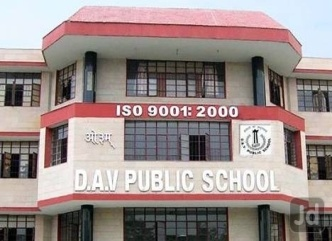 ISO 9001: 2000
ओ३म्
D.A.V PUBLIC SCHOOL
Jd